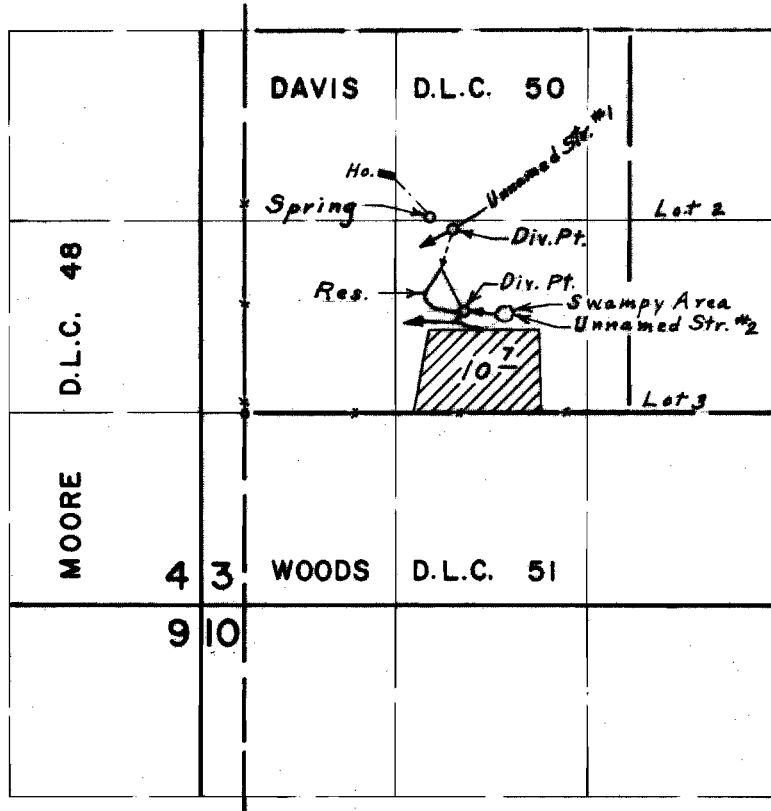 DAVIS D.L.C. 50
Unnamed Str. #1
Ho.
Spring
Lot 2
Div. Pt.
Res.
Div. Pt.
Swampy Area
Unnamed Str. #2
10 7
Lot 3
MOORE D.L.C. 48
4 3
WOODS D.L.C. 51
9 10